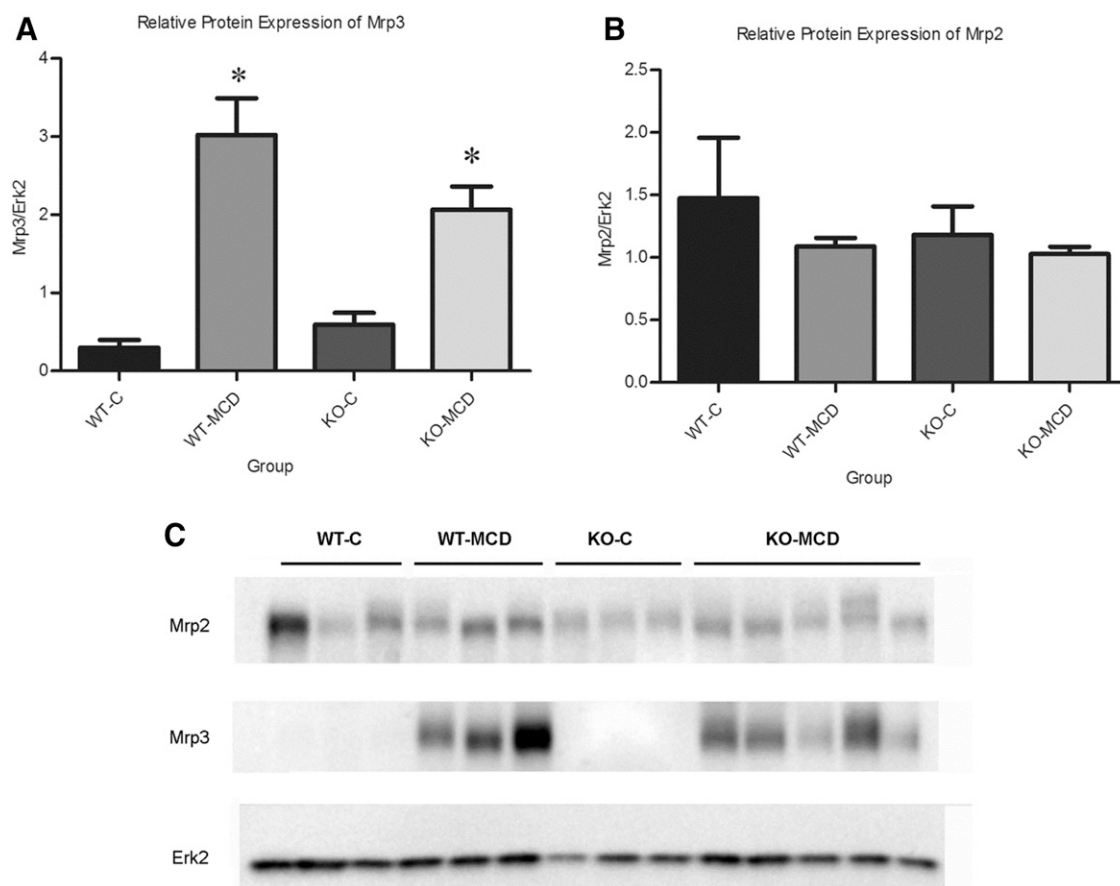 A
Relative Protein Expression of Mrp3
4
3
2
1
0
Mrp3/Erk2
*
*
WT-C
WT-MCD
KO-C
KO-MCD
Group
B
Relative Protein Expression of Mrp2
2.5
2.0
1.5
1.0
0.5
0.0
Mrp2/Erk2
WT-C
WT-MCD
KO-C
KO-MCD
Group
C
WT-C WT-MCD KO-C KO-MCD
Mrp2
Mrp3
Erk2